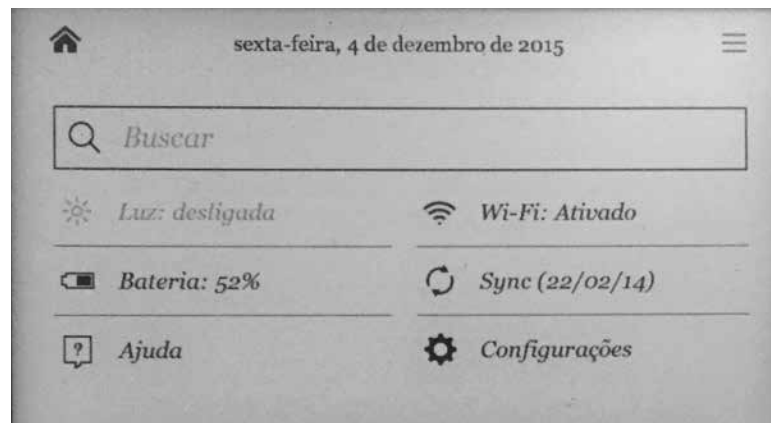 sexta-feira, 4 de dezembro de 2015
Buscar
Luz: desligada
Wi-Fi: Ativado
Bateria: 52%
Sync (22/02/14)
?
Ajuda
Configurações